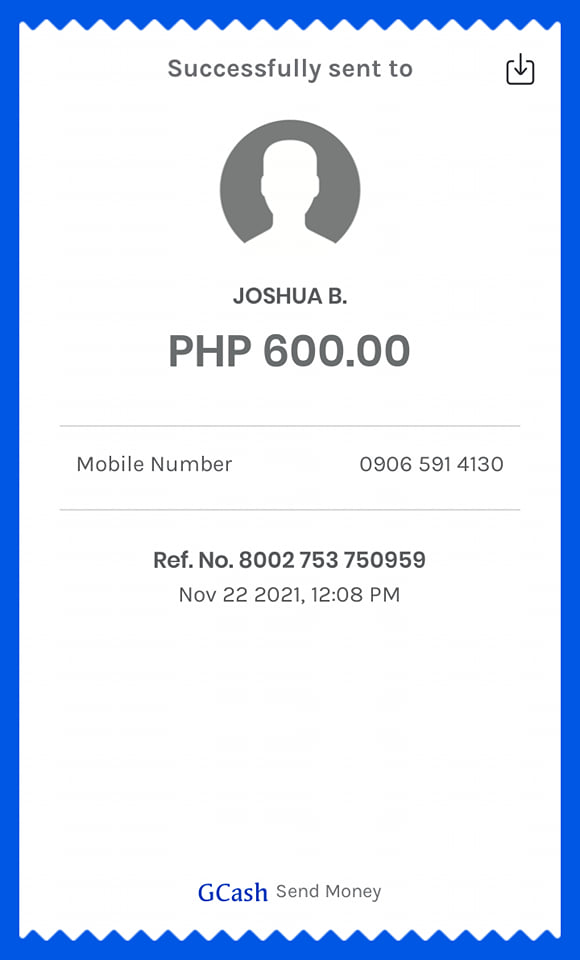 Successfully sent to
JOSHUA B.
PHP 600.00
Mobile Number 0906 591 4130
Ref. No. 8002 753 750959
Nov 22 2021, 12:08 PM
GCash Send Money